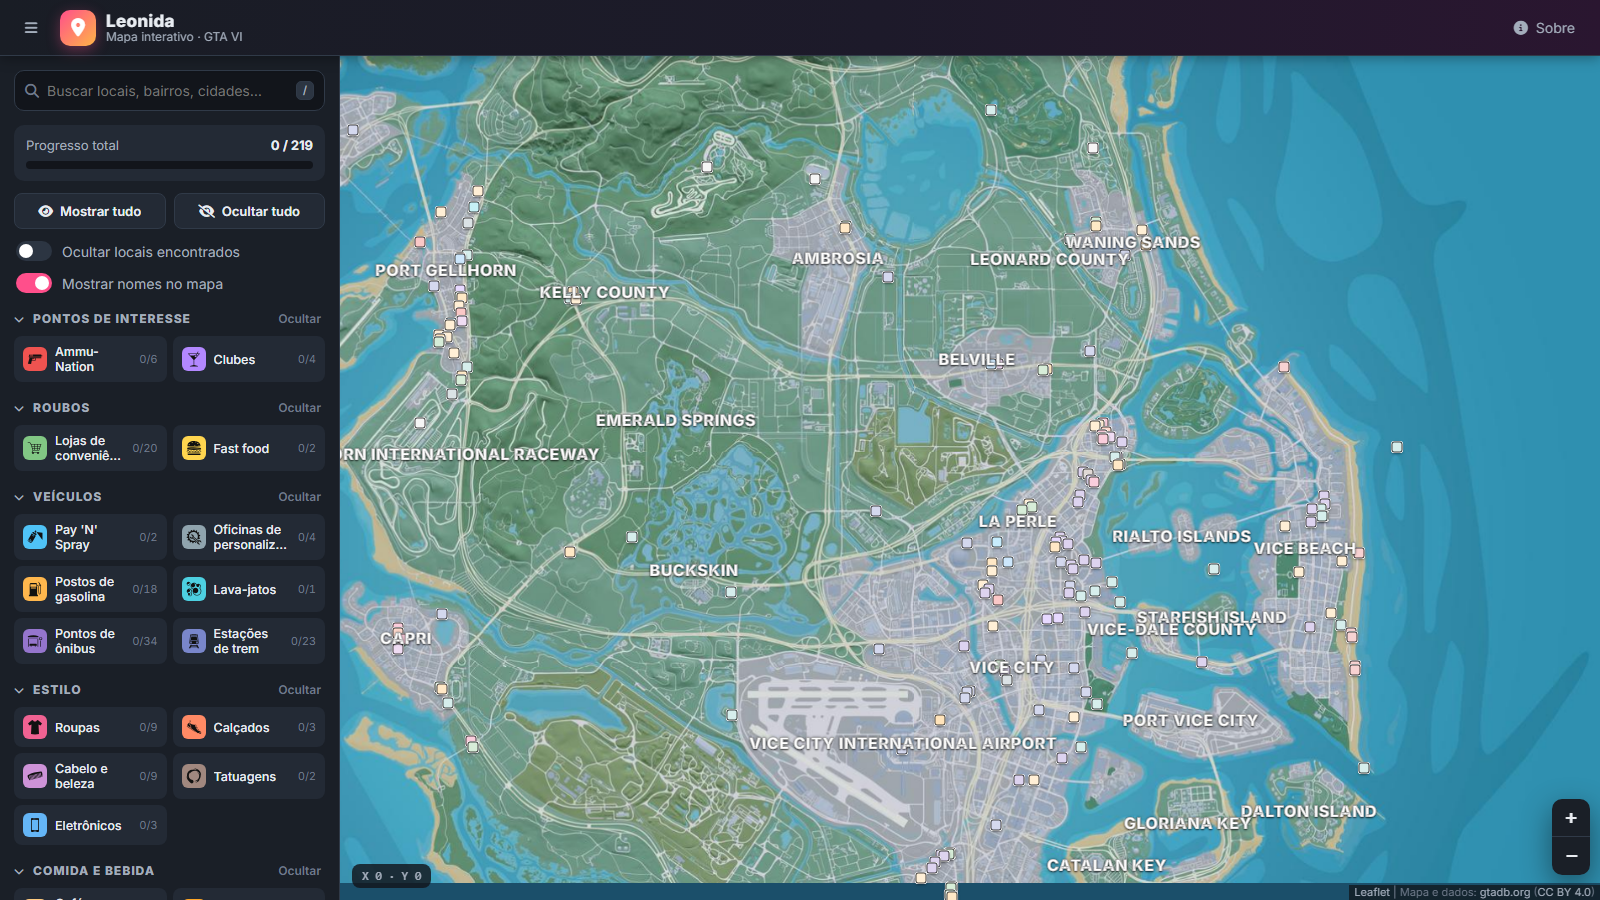 Leonida
Mapa interativo · GTA VI
Sobre
Buscar locais, bairros, cidades...
/
Progresso total
0 / 219
Mostrar tudo
Ocultar tudo
Ocultar locais encontrados
Mostrar nomes no mapa
PONTOS DE INTERESSE
Ocultar
Ammu-
Nation
0/6
Clubes
0/4
ROUBOS
Ocultar
Lojas de
conveniê...
0/20
Fast food
0/2
VEÍCULOS
Ocultar
Pay 'N'
Spray
0/2
Oficinas de
personaliz...
0/4
Postos de
gasolina
0/18
Lava-jatos
0/1
Pontos de
ônibus
0/34
Estações
de trem
0/23
ESTILO
Ocultar
Roupas
0/9
Calçados
0/3
Cabelo e
beleza
0/9
Tatuagens
0/2
Eletrônicos
0/3
COMIDA E BEBIDA
Ocultar
WANING SANDS
AMBROSIA
LEONARD COUNTY
PORT GELLHORN
KELLY COUNTY
BELVILLE
EMERALD SPRINGS
RN INTERNATIONAL RACEWAY
LA PERLE
RIALTO ISLANDS
VICE BEACH
BUCKSKIN
STARFISH ISLAND
VICE-DALE COUNTY
CAPRI
VICE CITY
PORT VICE CITY
VICE CITY INTERNATIONAL AIRPORT
DALTON ISLAND
GLORIANA KEY
CATALAN KEY
+
−
X 0 · Y 0
Leaflet | Mapa e dados: gtadb.org (CC BY 4.0)